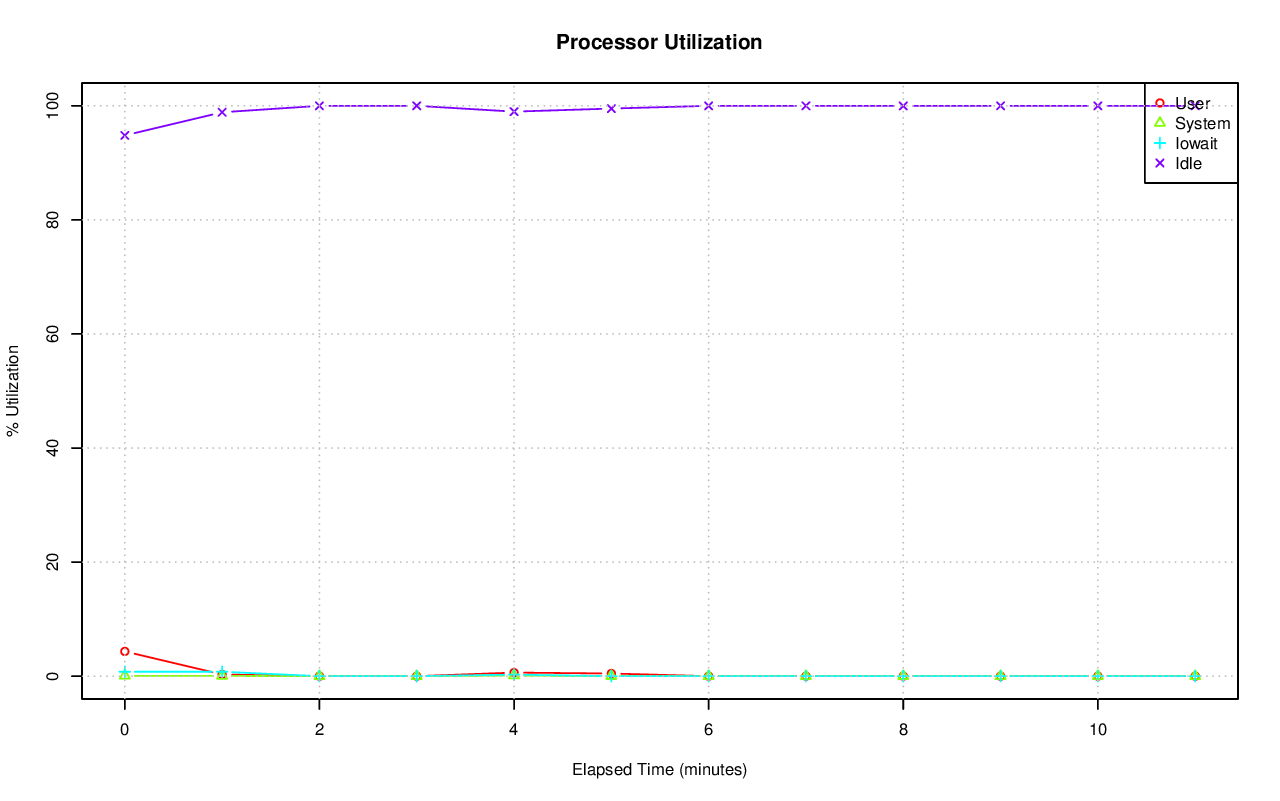 Processor Utilization
% Utilization
100
80
60
40
20
0
User
System
Iowait
Idle
0 2 4 6 8 10
Elapsed Time (minutes)